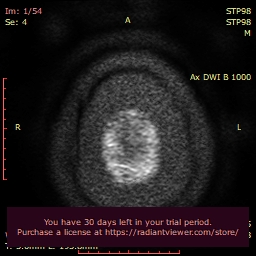 Im: 1/54
STP98
Se: 4
STP98
M
A
Ax DWI B 1000
R
L
You have 30 days left in your trial period.
Purchase a license at https://radiantviewer.com/store/